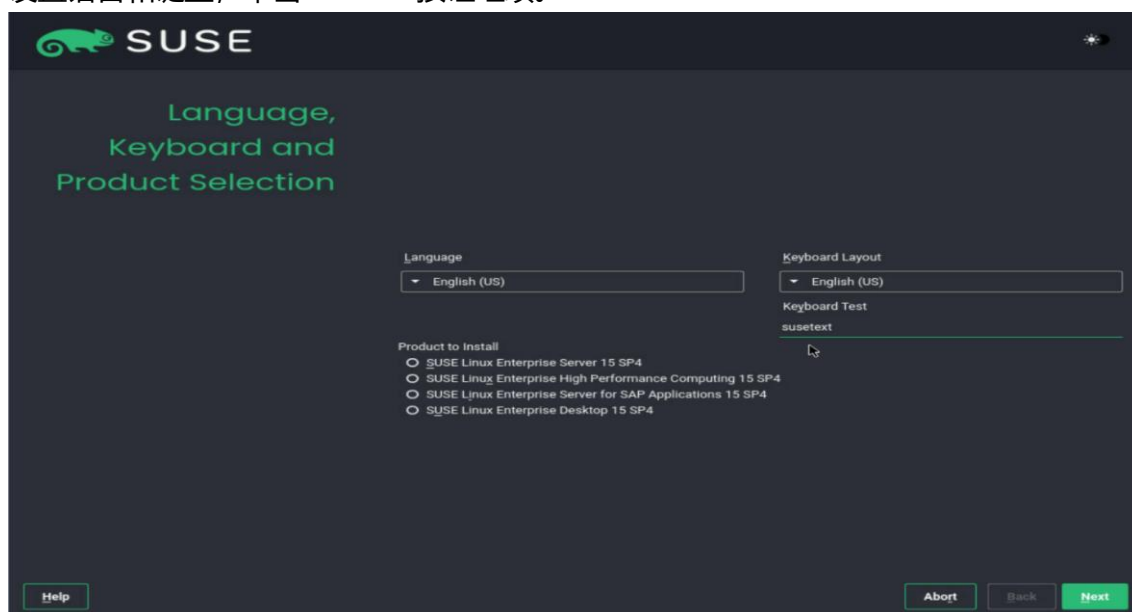 SUSE
Language,
Keyboard and
Product Selection
Language
Keyboard Layout
English (US)
English (US)
Keyboard Test
susetext
Product to Install
SUSE Linux Enterprise Server 15 SP4
SUSE Linux Enterprise High Performance Computing 15 SP4
SUSE Linux Enterprise Server for SAP Applications 15 SP4
SUSE Linux Enterprise Desktop 15 SP4
Help
Abort
Back
Next